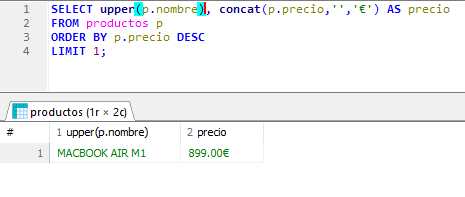 1 SELECT upper(p.nombre), concat(p.precio,'','€') AS precio
2 FROM productos p
3 ORDER BY p.precio DESC
4 LIMIT 1;
productos (1r × 2c)
# 1 upper(p.nombre) 2 precio
1 MACBOOK AIR M1 899.00€